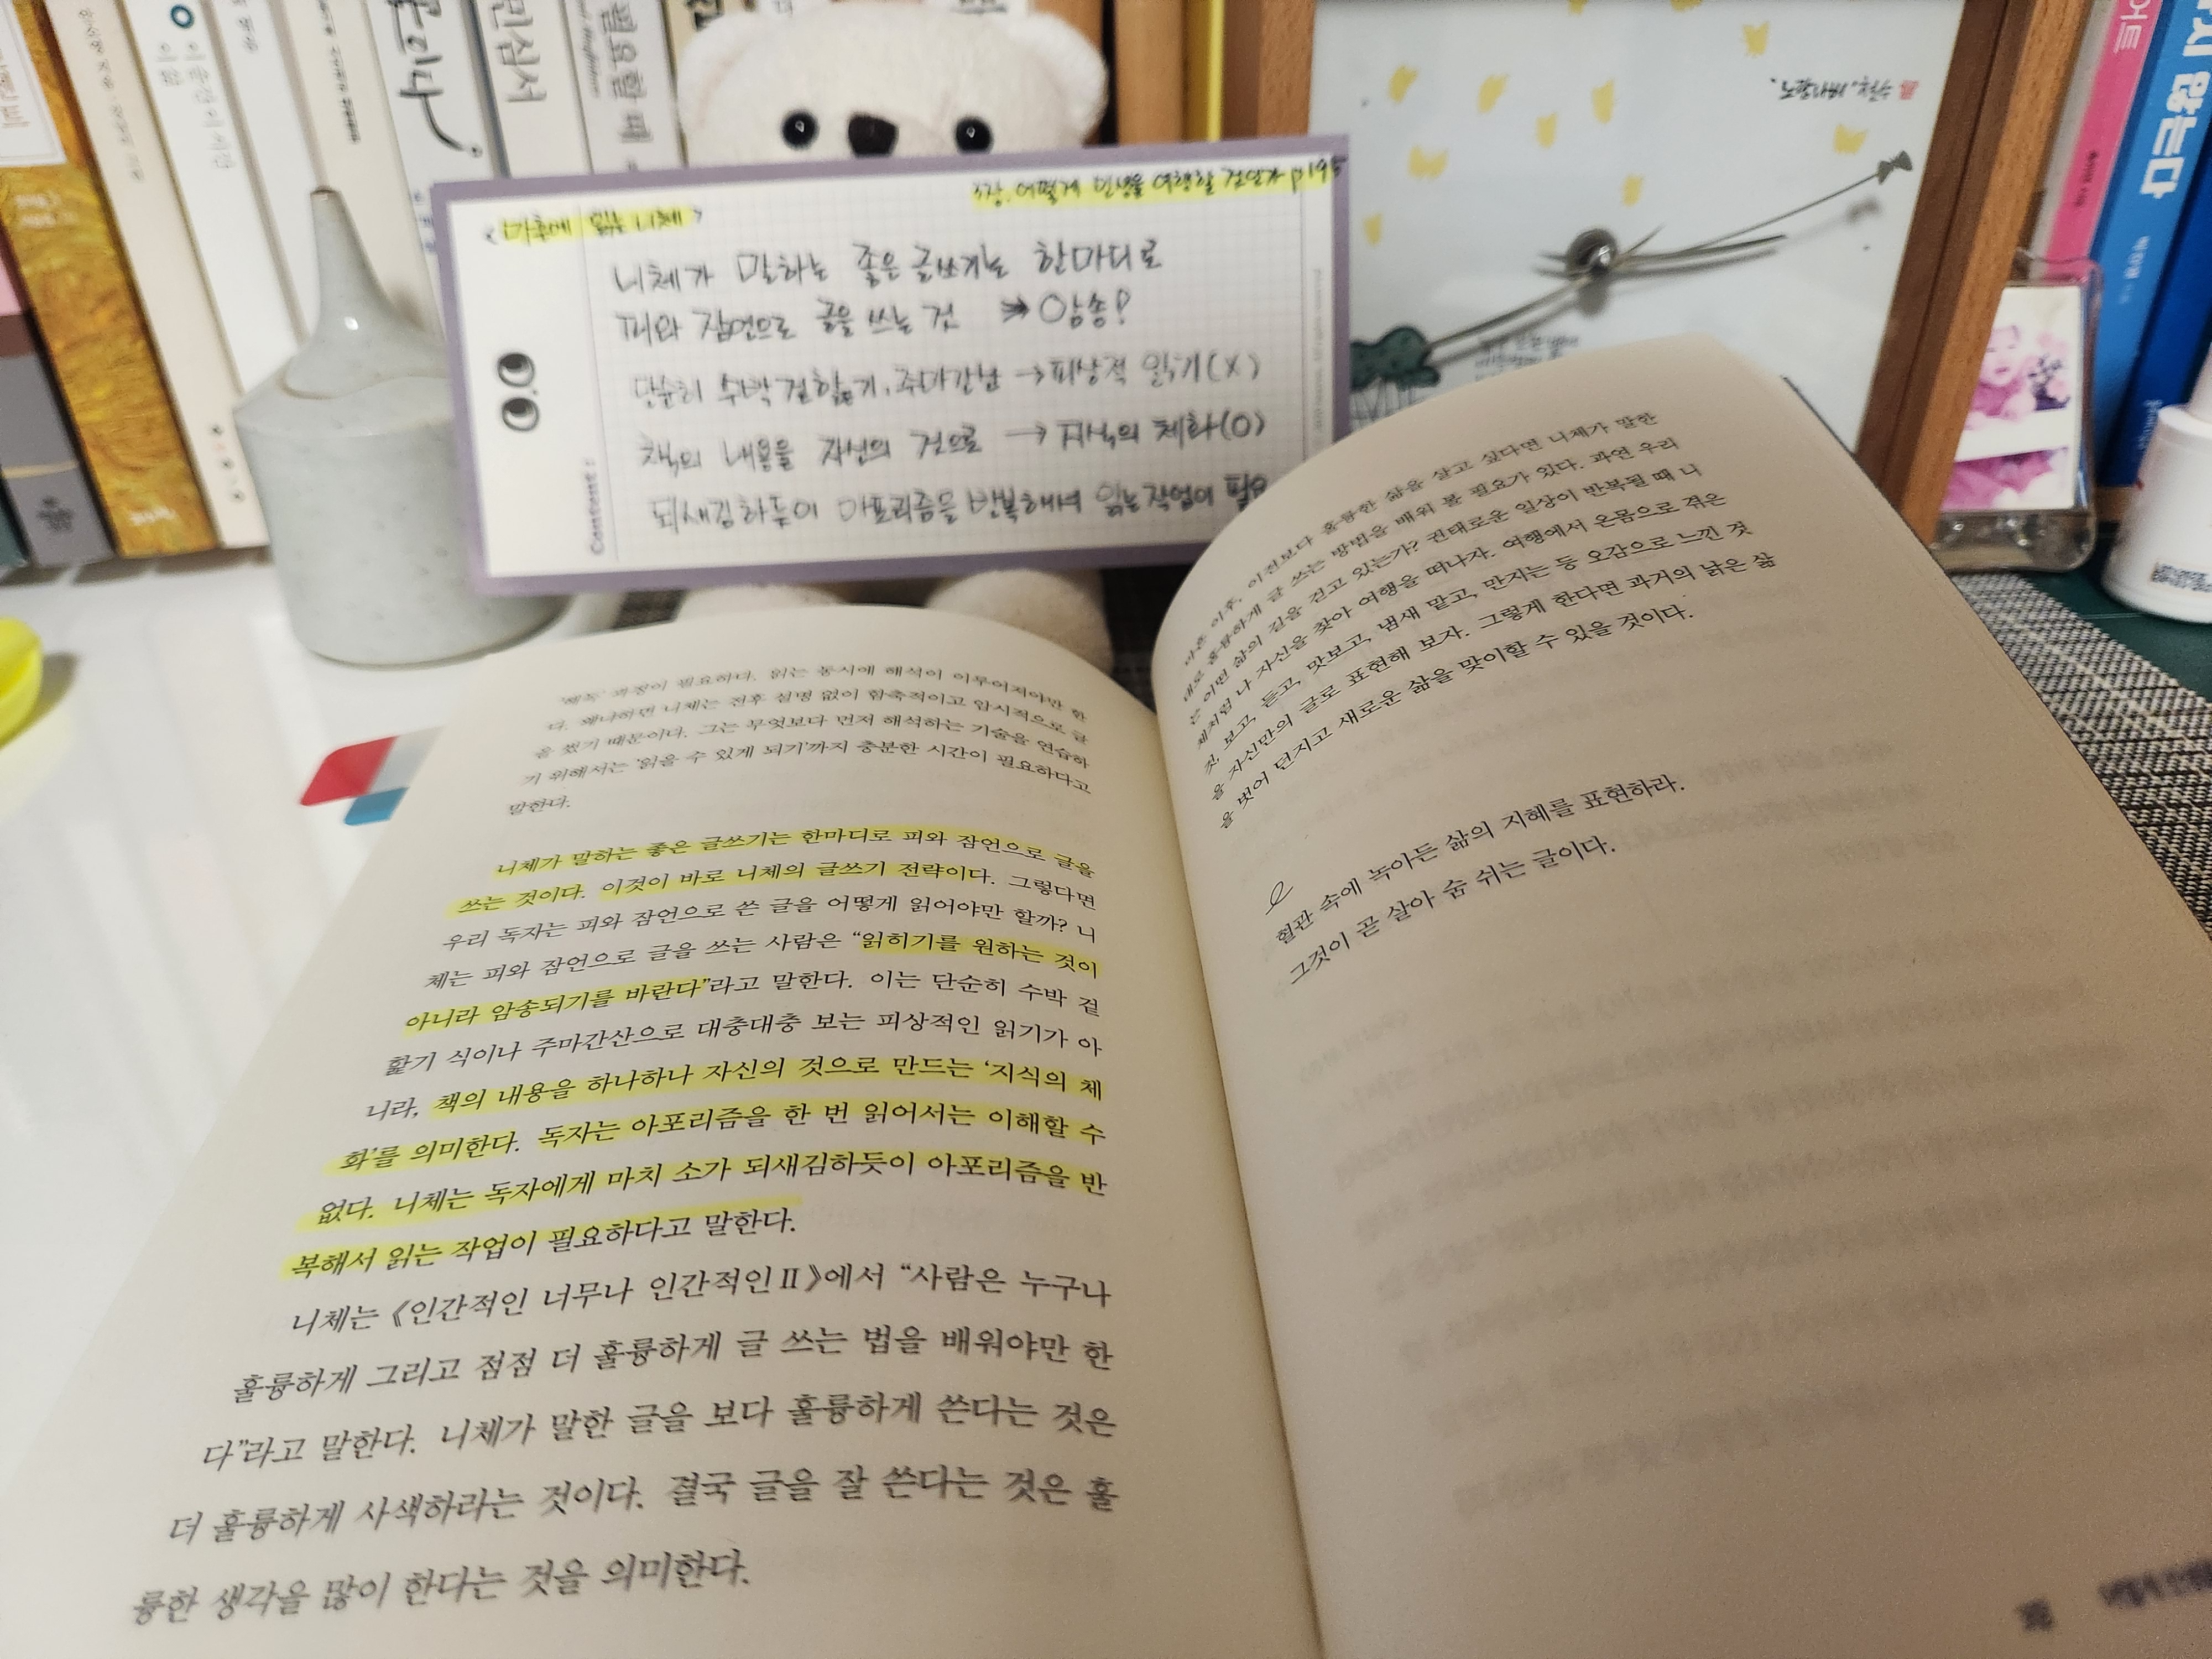 민심서
필요할 때
지 않는다
<마흔에 읽는 니체>
3장. 어떻게 인생을 여행할 것인가 p195
니체가 말하는 좋은 글쓰기는 한마디로
피와 잠언으로 글을 쓰는 것 → 암송!
단순히 수박 겉핥기, 주마간산 → 피상적 읽기(X)
책의 내용을 자신의 것으로 → 지식의 체화(O)
되새김하듯이 아포리즘을 반복해서 읽는 작업이 필요
Content :
'해독' 과정이 필요하다. 읽는 동시에 해석이 이루어져야만 한
다. 왜냐하면 니체는 전후 설명 없이 함축적이고 암시적으로 글
을 썼기 때문이다. 그는 무엇보다 먼저 해석하는 기술을 연습하
기 위해서는 '읽을 수 있게 되기'까지 충분한 시간이 필요하다고
말한다.
니체가 말하는 좋은 글쓰기는 한마디로 피와 잠언으로 글을
쓰는 것이다. 이것이 바로 니체의 글쓰기 전략이다. 그렇다면
우리 독자는 피와 잠언으로 쓴 글을 어떻게 읽어야만 할까? 니
체는 피와 잠언으로 글을 쓰는 사람은 “읽히기를 원하는 것이
아니라 암송되기를 바란다”라고 말한다. 이는 단순히 수박 겉
핥기 식이나 주마간산으로 대충대충 보는 피상적인 읽기가 아
니라, 책의 내용을 하나하나 자신의 것으로 만드는 ‘지식의 체
화’를 의미한다. 독자는 아포리즘을 한 번 읽어서는 이해할 수
없다. 니체는 독자에게 마치 소가 되새김하듯이 아포리즘을 반
복해서 읽는 작업이 필요하다고 말한다.
니체는 《인간적인 너무나 인간적인 II》에서 “사람은 누구나
훌륭하게 그리고 점점 더 훌륭하게 글 쓰는 법을 배워야만 한
다”라고 말한다. 니체가 말한 글을 보다 훌륭하게 쓴다는 것은
더 훌륭하게 사색하라는 것이다. 결국 글을 잘 쓴다는 것은 훌
륭한 생각을 많이 한다는 것을 의미한다.
마흔 이후, 이전보다 훌륭한 삶을 살고 싶다면 니체가 말한
대로 훌륭하게 글 쓰는 방법을 배워 볼 필요가 있다. 과연 우리
는 어떤 삶의 길을 걷고 있는가? 권태로운 일상이 반복될 때 니
체처럼 나 자신을 찾아 여행을 떠나자. 여행에서 온몸으로 겪은
것, 보고, 듣고, 맛보고, 냄새 맡고, 만지는 등 오감으로 느낀 것
을 자신만의 글로 표현해 보자. 그렇게 한다면 과거의 낡은 삶
을 벗어 던지고 새로운 삶을 맞이할 수 있을 것이다.
혈관 속에 녹아든 삶의 지혜를 표현하라.
그것이 곧 살아 숨 쉬는 글이다.